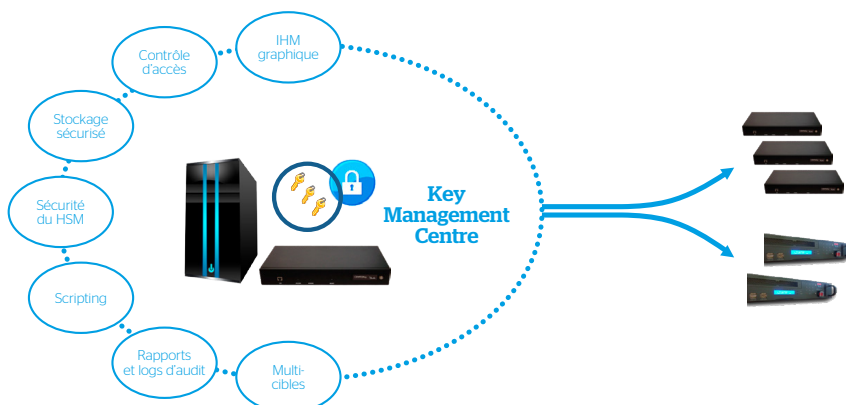 IHM
graphique
Contrôle
d'accès
Stockage
sécurisé
Sécurité
du HSM
Scripting
Rapports
et logs d'audit
Multi-
cibles
Key
Management
Centre